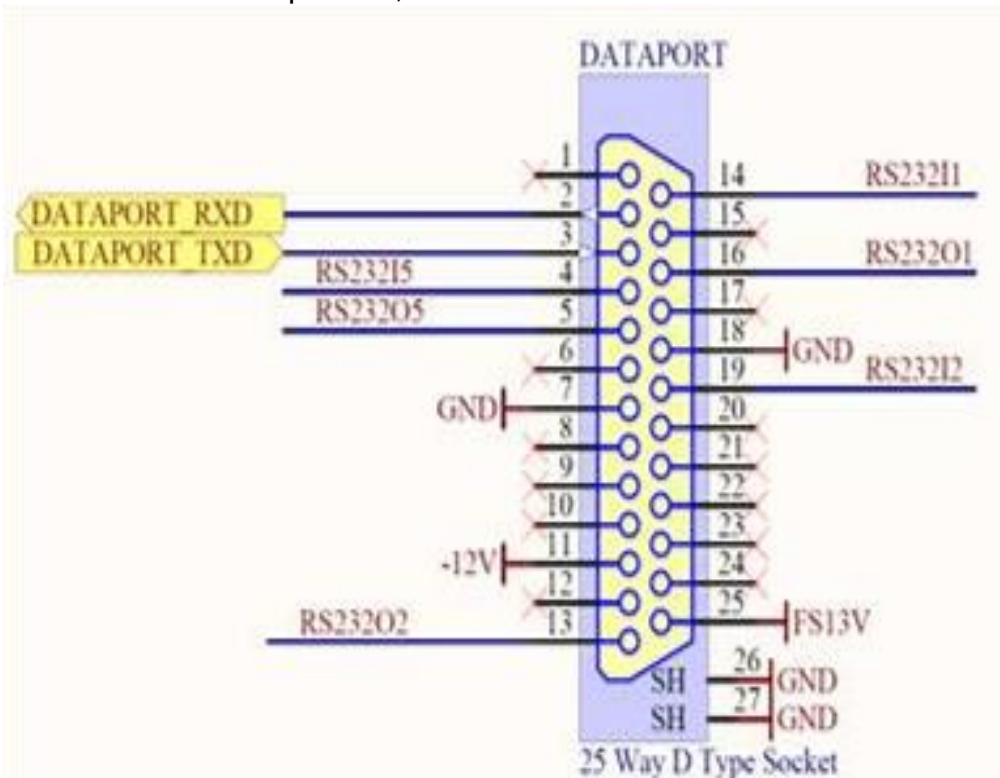 DATAPORT
1
14
RS232I1
2
DATAPORT_RXD
15
3
DATAPORT_TXD
16
RS232O1
RS232I5
4
17
RS232O5
5
18
GND
6
19
RS232I2
7
GND
20
8
21
9
22
10
23
11
-12V
24
12
25
FS13V
RS232O2
13
SH
26
GND
SH
27
GND
25 Way D Type Socket